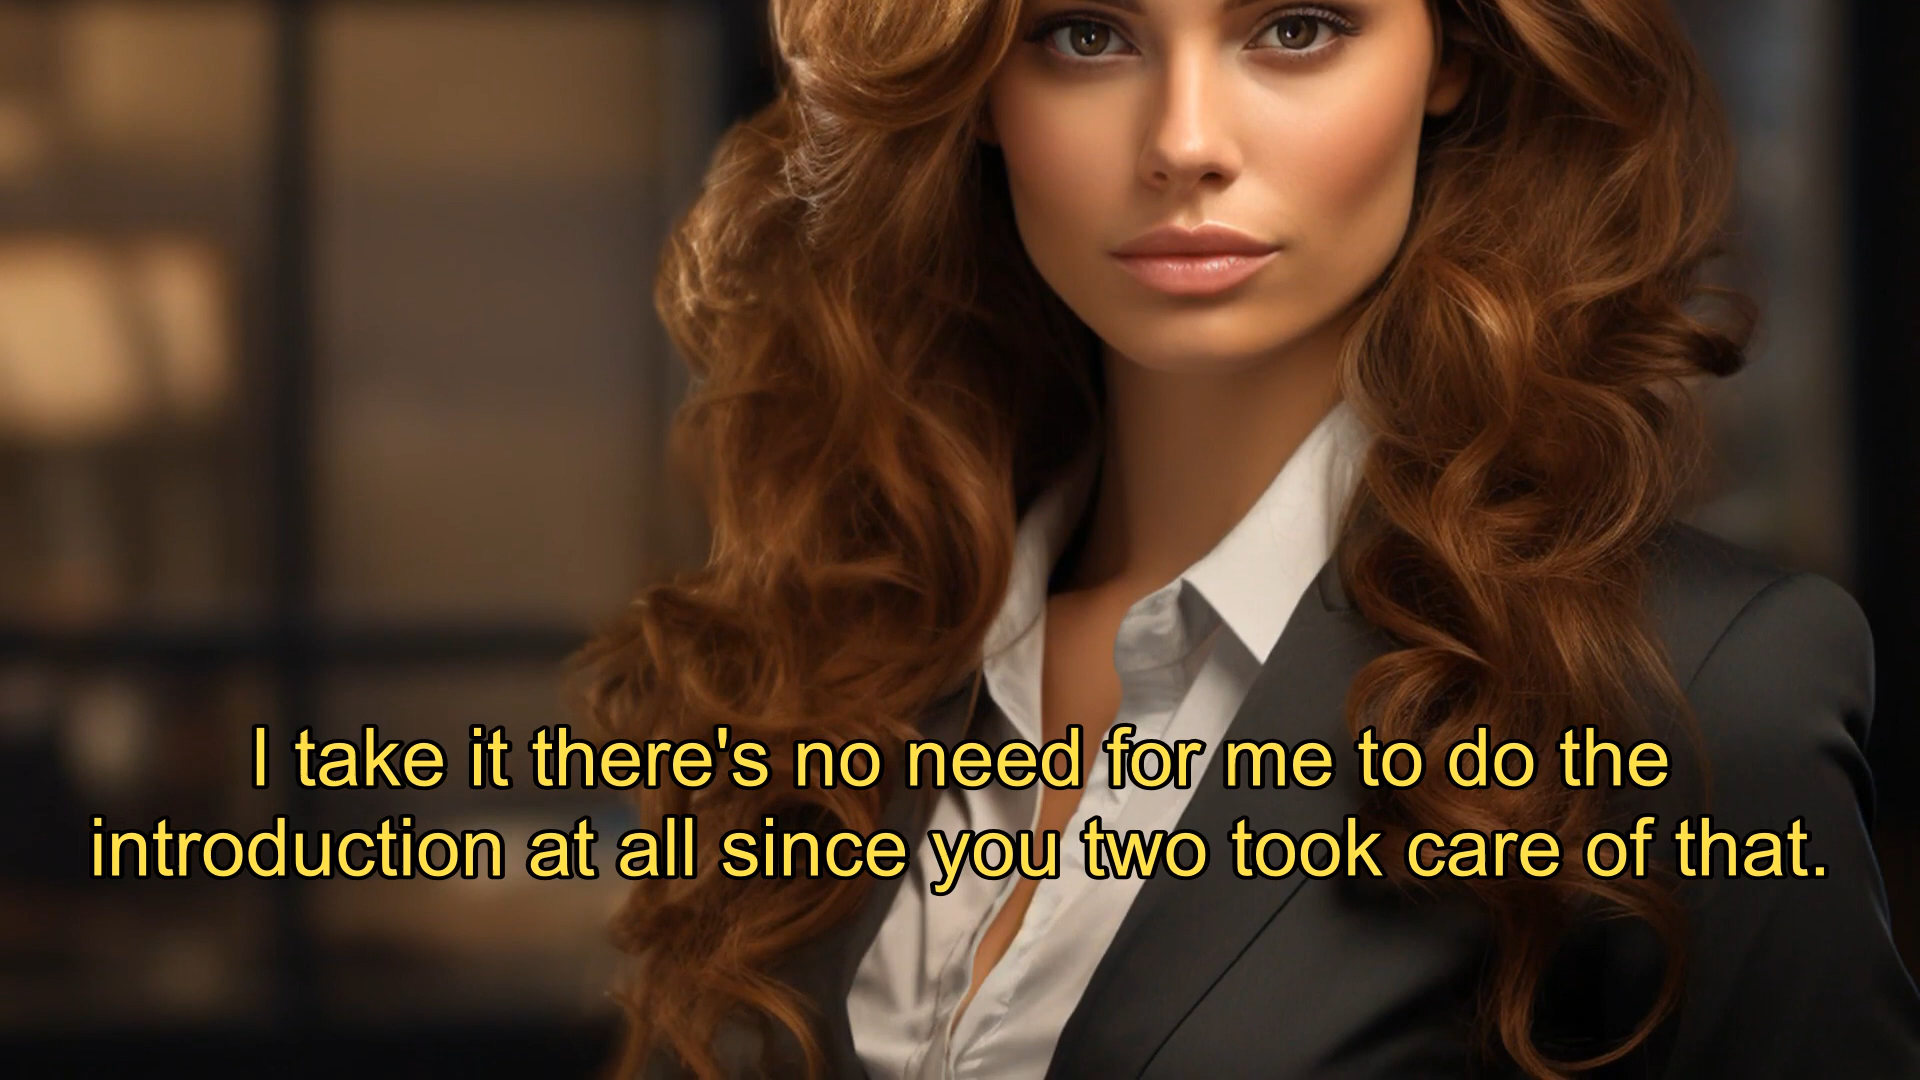 I take it there's no need for me to do the
introduction at all since you two took care of that.